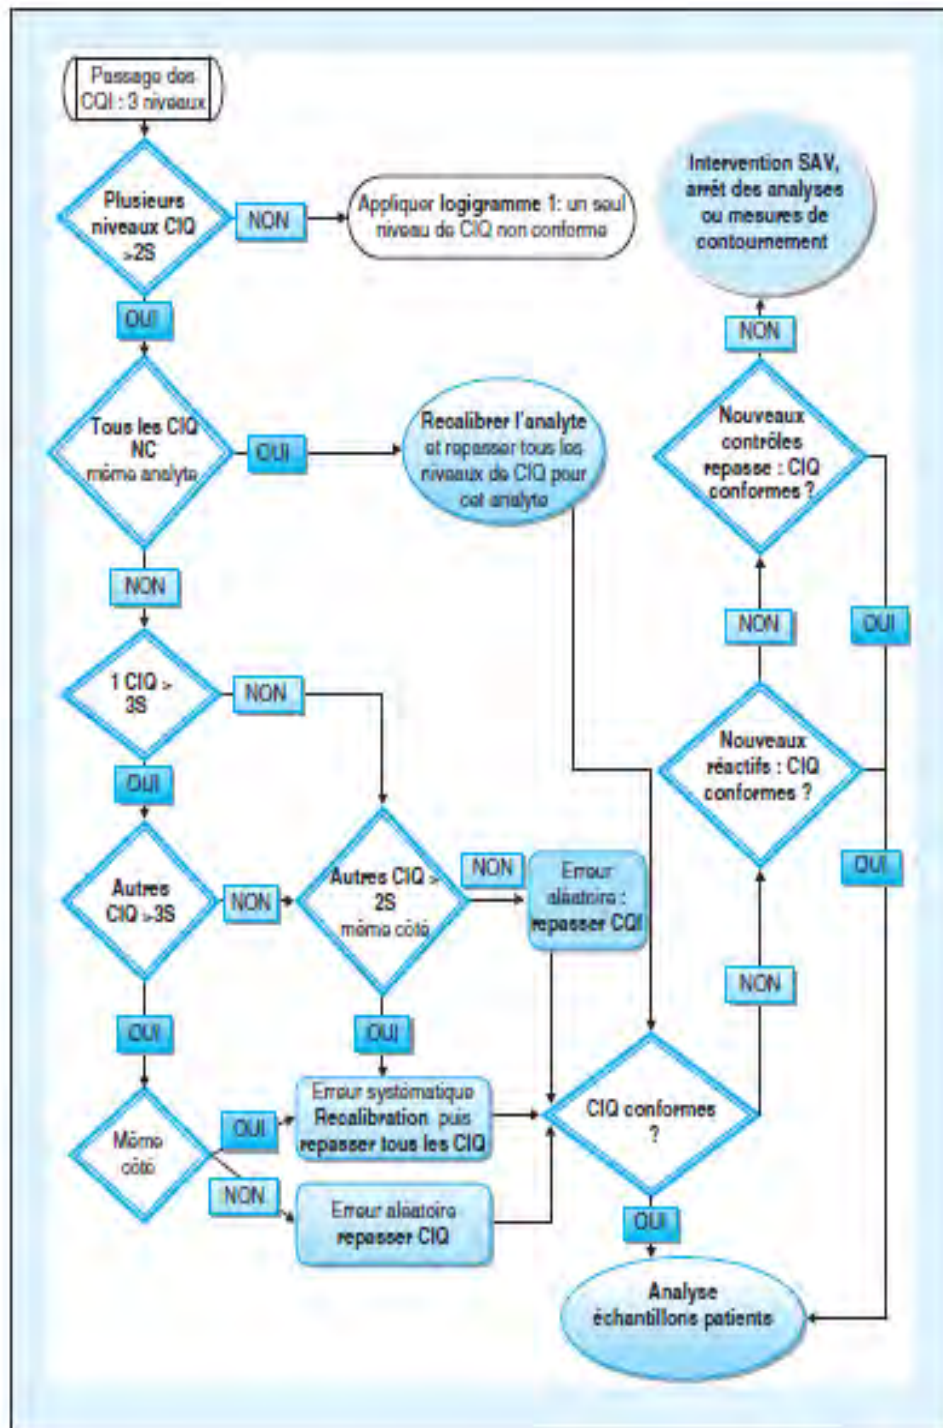 Passage des
CQI : 3 niveaux
Plusieurs
niveaux CIQ
>2S
NON
Appliquer logigramme 1: un seul
niveau de CIQ non conforme
Intervention SAV,
arrêt des analyses
ou mesures de
contournement
OUI
NON
Tous les CIQ
NC
même analyte
OUI
Recalibrer l'analyte
et repasser tous les
niveaux de CIQ pour
cet analyte
Nouveaux
contrôles
repasse : CIQ
conformes ?
NON
NON
OUI
1 CIQ >
3S
NON
Nouveaux
réactifs : CIQ
conformes ?
OUI
Autres
CIQ >3S
NON
Autres CIQ >
2S
même côté
NON
Erreur
aléatoire :
repasser CQI
OUI
NON
OUI
OUI
Même
côté
OUI
NON
Erreur systématique
Recalibration puis
repasser tous les CIQ
CIQ conformes
?
Erreur aléatoire
repasser CIQ
OUI
Analyse
échantillons patients